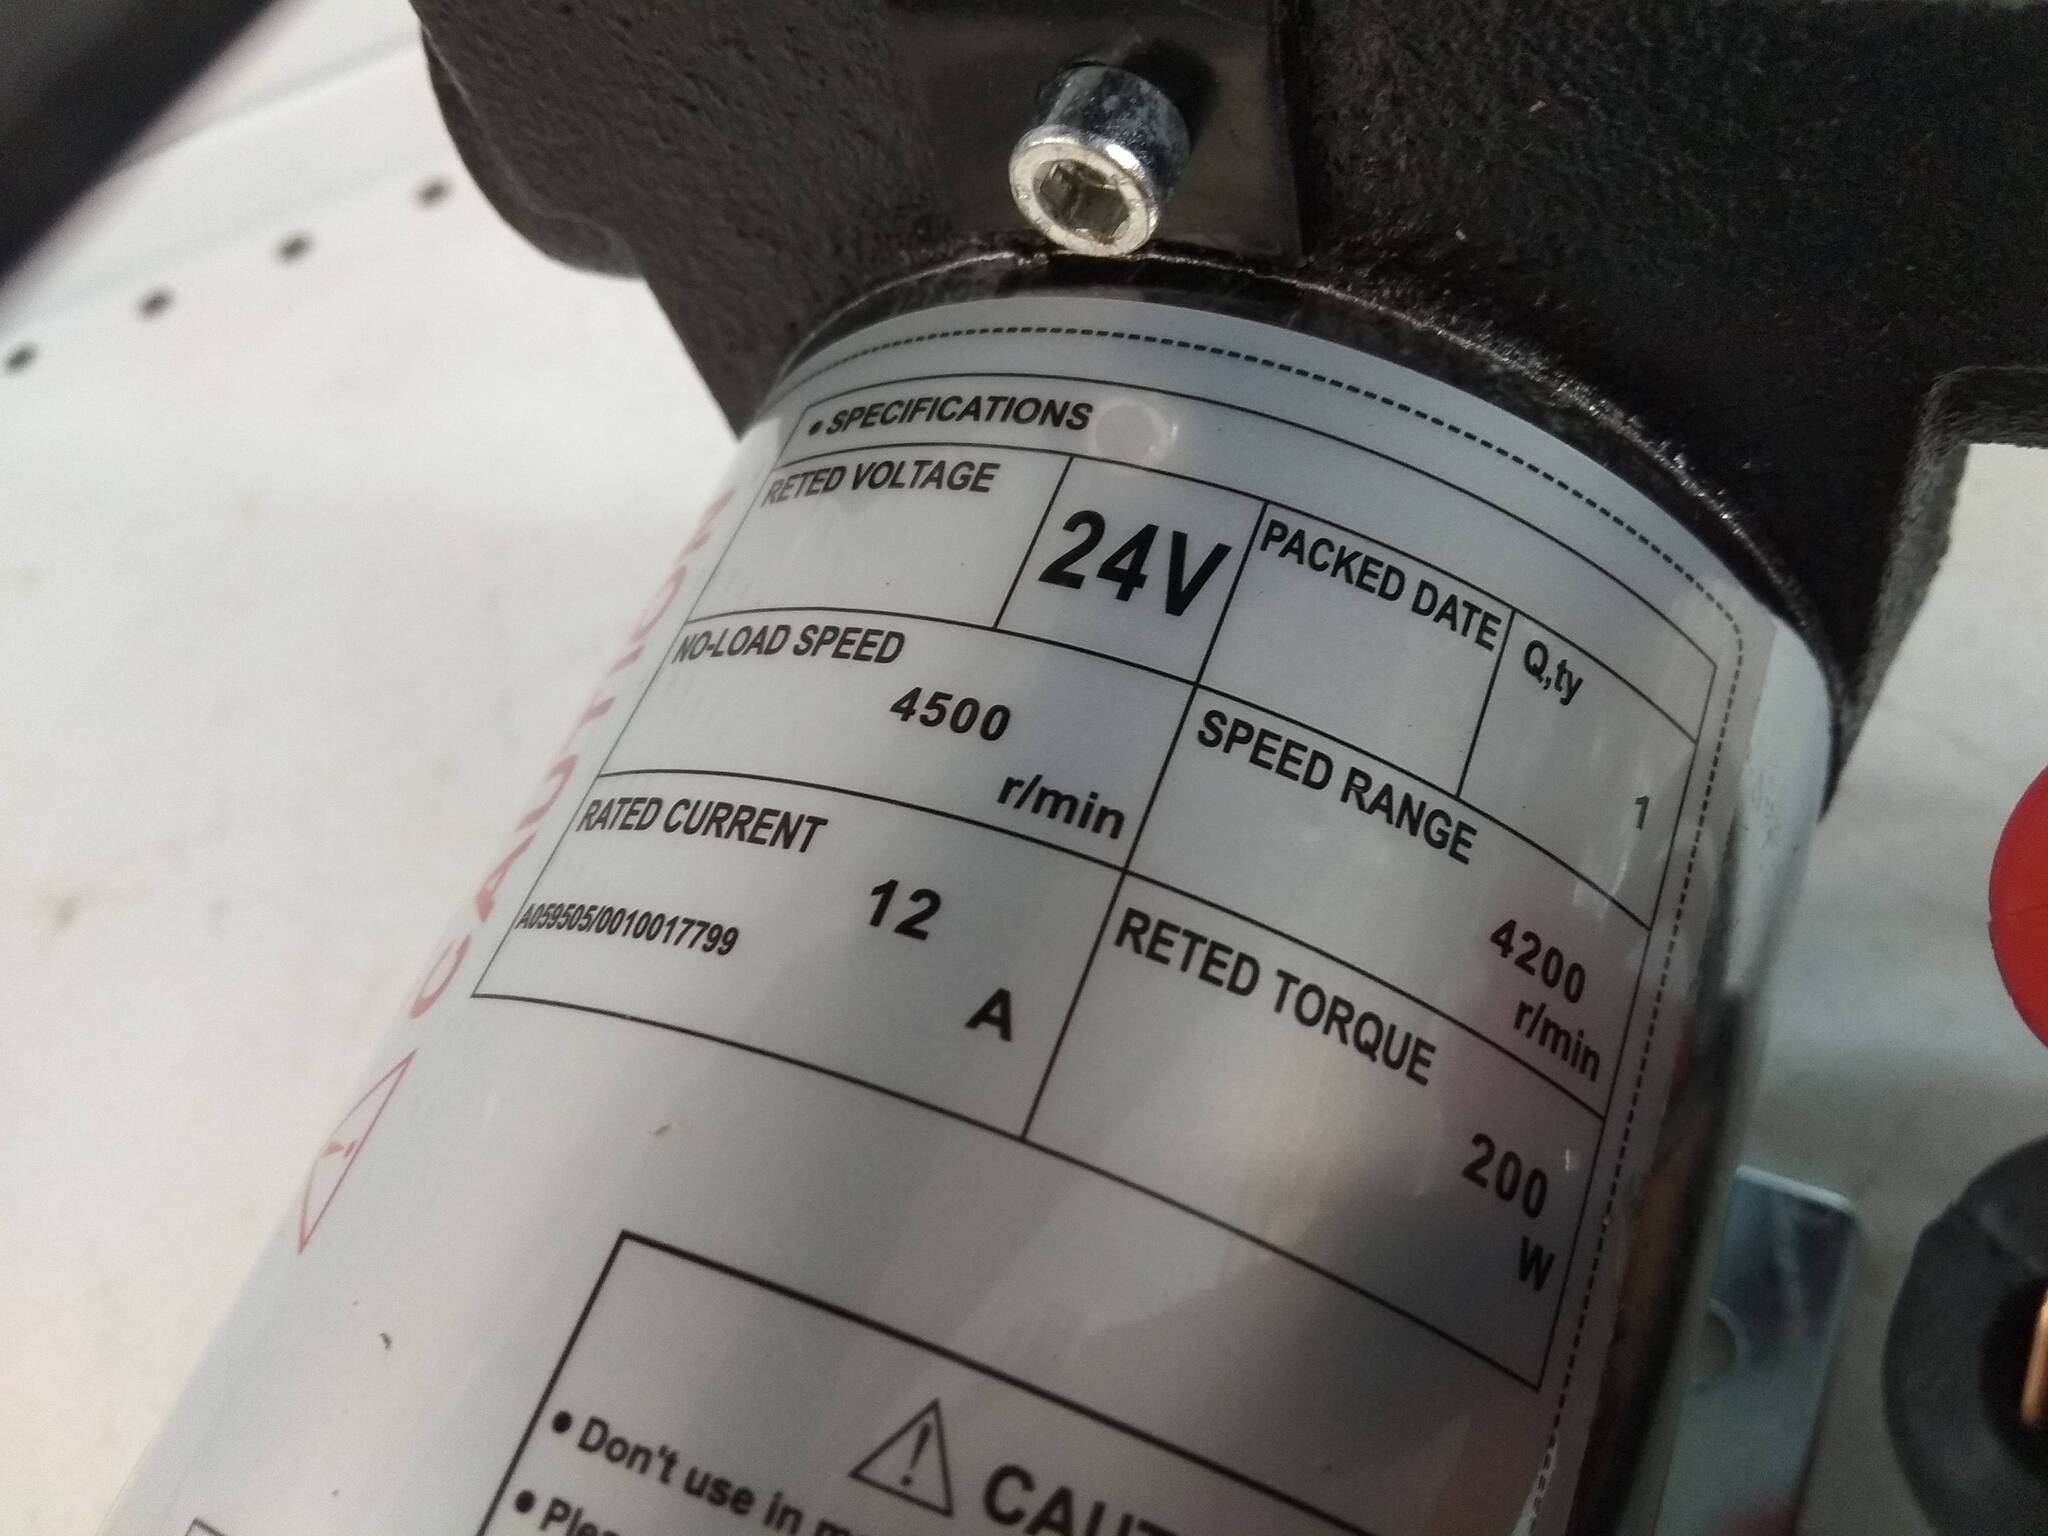 • SPECIFICATIONS
RETED VOLTAGE
24V
PACKED DATE
Q,ty
1
NO-LOAD SPEED
4500
r/min
SPEED RANGE
4200
r/min
RATED CURRENT
12
A
A059505/0010017799
RETED TORQUE
200
W
CAUTION
• Don't use in
•